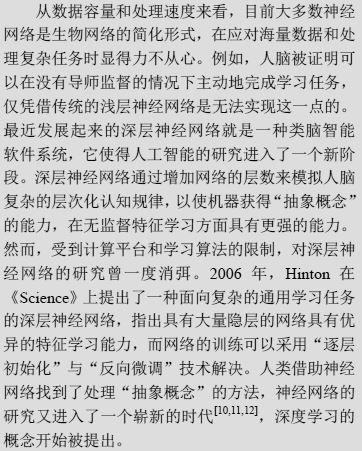 从数据容量和处理速度来看，目前大多数神经
网络是生物网络的简化形式，在应对海量数据和处
理复杂任务时显得力不从心。例如，人脑被证明可
以在没有导师监督的情况下主动地完成学习任务，
仅凭借传统的浅层神经网络是无法实现这一点的。
最近发展起来的深层神经网络就是一种类脑智能
软件系统，它使得人工智能的研究进入了一个新阶
段。深层神经网络通过增加网络的层数来模拟人脑
复杂的层次化认知规律，以使机器获得“抽象概念”
的能力，在无监督特征学习方面具有更强的能力。
然而，受到计算平台和学习算法的限制，对深层神
经网络的研究曾一度消弭。2006 年，Hinton 在
《Science》上提出了一种面向复杂的通用学习任务
的深层神经网络，指出具有大量隐层的网络具有优
异的特征学习能力，而网络的训练可以采用“逐层
初始化”与“反向微调”技术解决。人类借助神经
网络找到了处理“抽象概念”的方法，神经网络的
研究又进入了一个崭新的时代[10,11,12]，深度学习的
概念开始被提出。